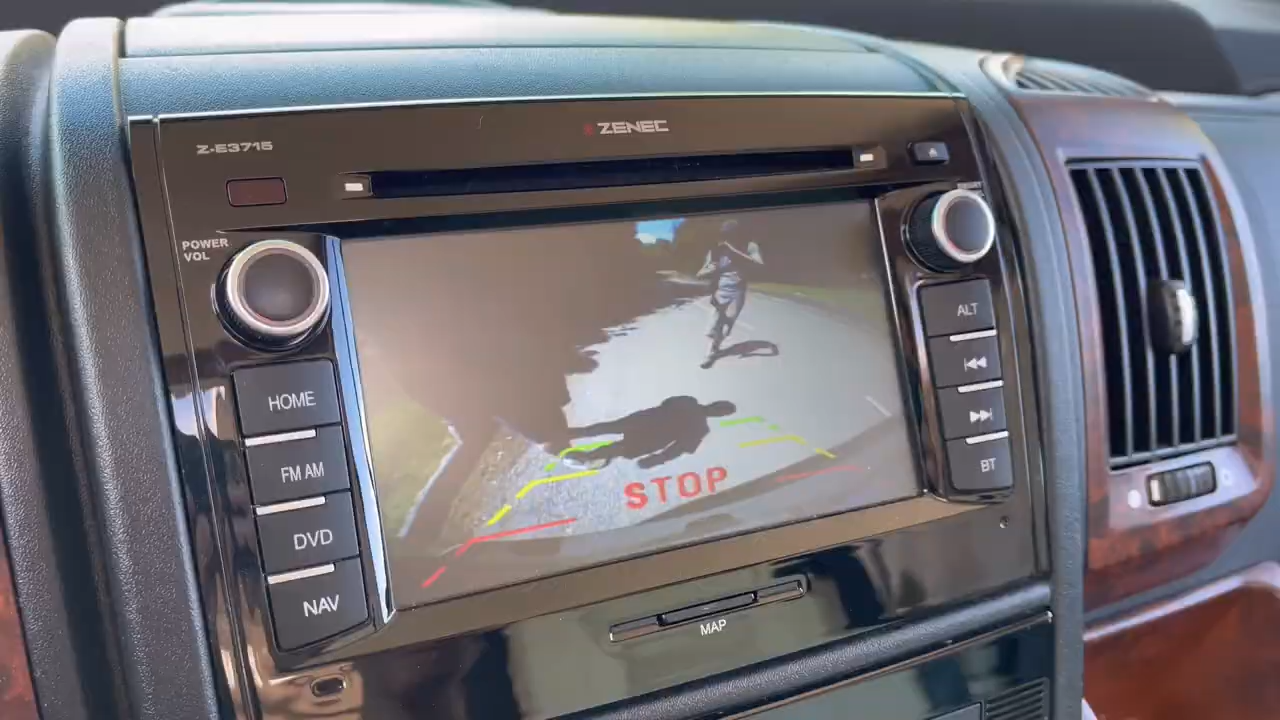 ZENEC
Z-E3715
POWER
VOL
HOME
FM AM
DVD
NAV
ALT
BT
STOP
MAP